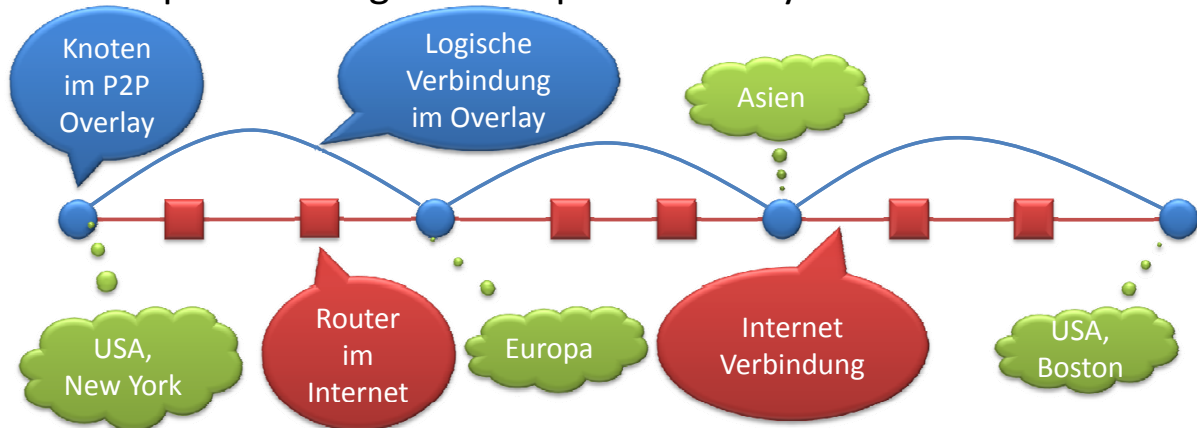 Knoten
im P2P
Overlay
Logische
Verbindung
im Overlay
Asien
USA,
New York
Router
im
Internet
Europa
Internet
Verbindung
USA,
Boston